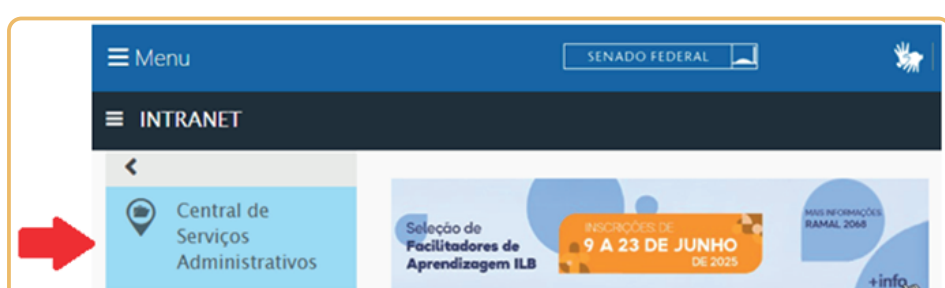 Menu
SENADO FEDERAL
INTRANET
Central de
Serviços
Administrativos
Seleção de
Facilitadores de
Aprendizagem ILB
INSCRIÇÕES DE
9 A 23 DE JUNHO
DE 2025
MAIS INFORMAÇÕES
RAMAL 2068
+info